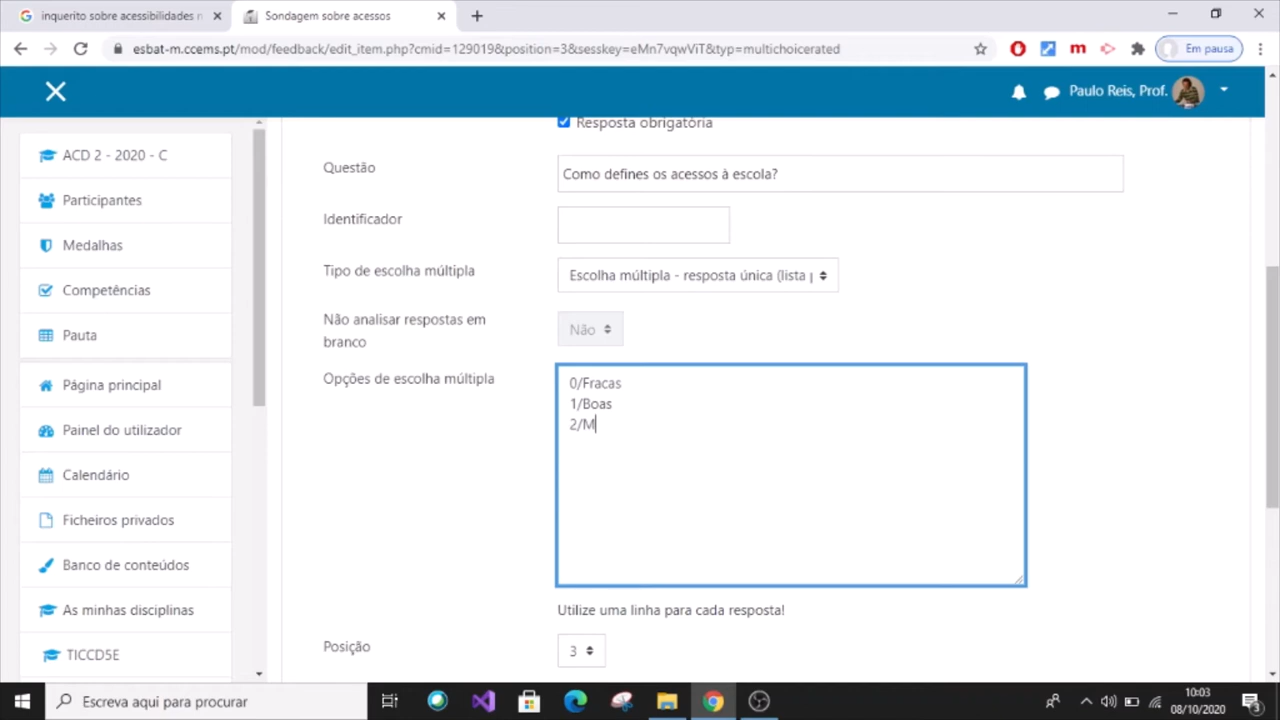 inquerito sobre acessibilidades n
Sondagem sobre acessos
esbat-m.ccems.pt/mod/feedback/edit_item.php?cmid=129019&position=3&sesskey=eMn7vqwViT&typ=multichoicerated
Em pausa
Paulo Reis, Prof.
ACD 2 - 2020 - C
Participantes
Medalhas
Competências
Pauta
Página principal
Painel do utilizador
Calendário
Ficheiros privados
Banco de conteúdos
As minhas disciplinas
TICCD5E
Resposta obrigatória
Questão
Como defines os acessos à escola?
Identificador
Tipo de escolha múltipla
Escolha múltipla - resposta única (lista p
Não analisar respostas em
branco
Não
Opções de escolha múltipla
0/Fracas
1/Boas
2/M
Utilize uma linha para cada resposta!
Posição
3
Escreva aqui para procurar
10:03
08/10/2020
3